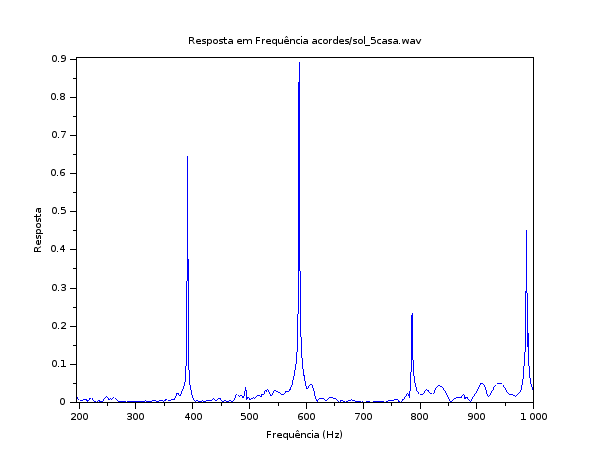 Resposta em Frequência acordes/sol_5casa.wav
0.9
0.8
0.7
0.6
0.5
0.4
0.3
0.2
0.1
0
Resposta
200 300 400 500 600 700 800 900 1 000
Frequência (Hz)